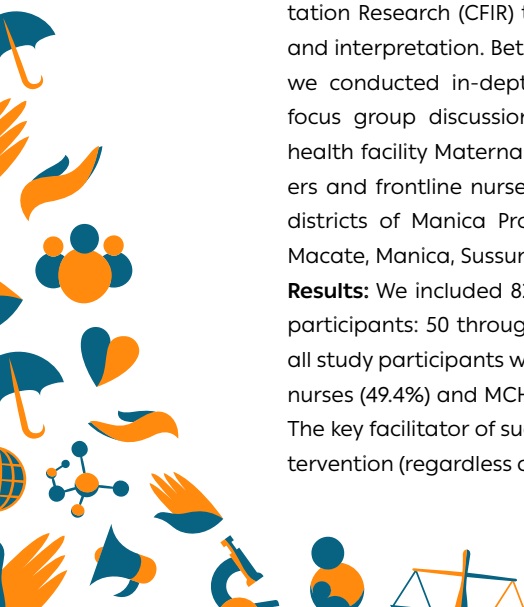 tation Research (CFIR)
and interpretation. Bet
we conducted in-dept
focus group discussion
health facility Materna
ers and frontline nurse
districts of Manica Pro
Macate, Manica, Sussun
Results: We included 8
participants: 50 throug
all study participants w
nurses (49.4%) and MCH
The key facilitator of su
tervention (regardless o